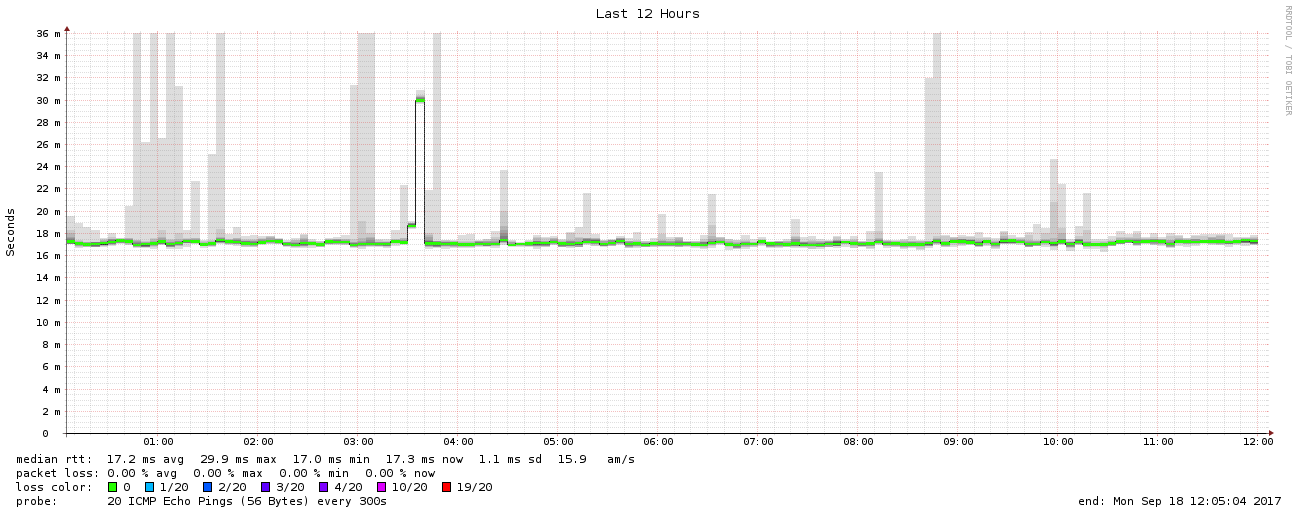 Last 12 Hours
RRDTOOL / TOBI OETIKER
Seconds
36 m
34 m
32 m
30 m
28 m
26 m
24 m
22 m
20 m
18 m
16 m
14 m
12 m
10 m
8 m
6 m
4 m
2 m
0
01:00 02:00 03:00 04:00 05:00 06:00 07:00 08:00 09:00 10:00 11:00 12:00
median rtt: 17.2 ms avg 29.9 ms max 17.0 ms min 17.3 ms now 1.1 ms sd 15.9 am/s
packet loss: 0.00 % avg 0.00 % max 0.00 % min 0.00 % now
loss color: 0 1/20 2/20 3/20 4/20 10/20 19/20
probe: 20 ICMP Echo Pings (56 Bytes) every 300s end: Mon Sep 18 12:05:04 2017